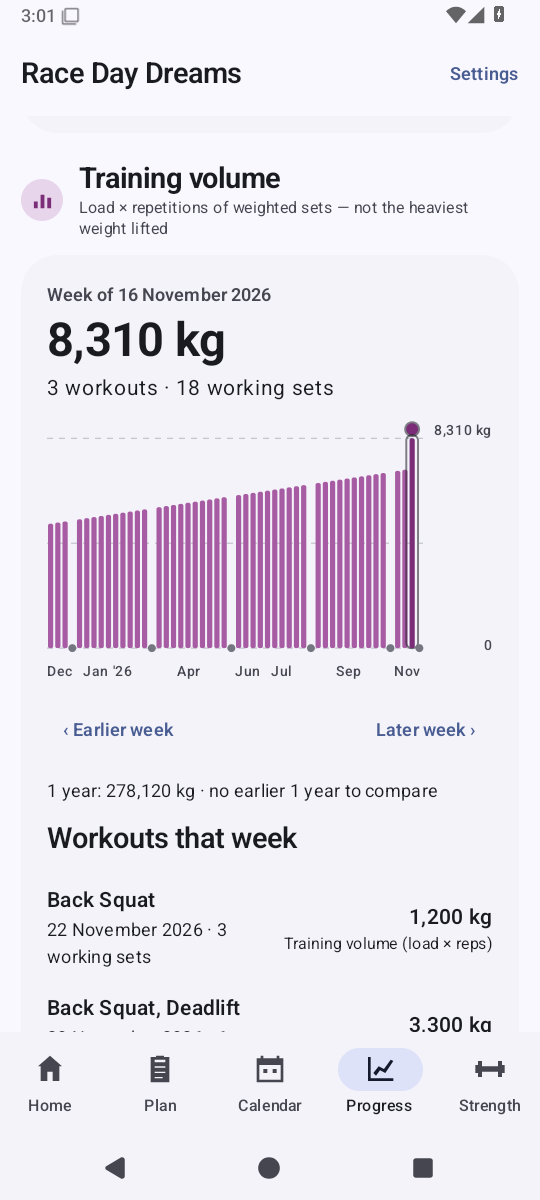 3:01
Race Day Dreams
Settings
Training volume
Load × repetitions of weighted sets — not the heaviest
weight lifted
Week of 16 November 2026
8,310 kg
3 workouts · 18 working sets
8,310 kg
0
Dec Jan '26 Apr Jun Jul Sep Nov
‹ Earlier week
Later week ›
1 year: 278,120 kg · no earlier 1 year to compare
Workouts that week
Back Squat
22 November 2026 · 3
working sets
1,200 kg
Training volume (load × reps)
Back Squat, Deadlift
3,300 kg
Home
Plan
Calendar
Progress
Strength